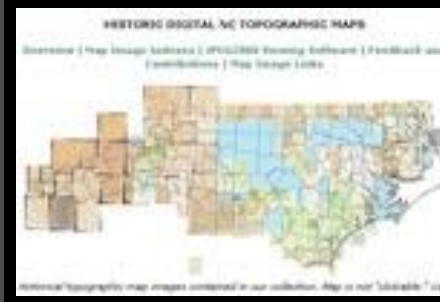 HISTORIC DIGITAL NC TOPOGRAPHIC MAPS
Overview | Map Image Indexes | JPEG2000 Viewing Software | Feedback and
Contributions | Map Image Links
Historical topographic map images contained in our collection. Map is not "clickable."